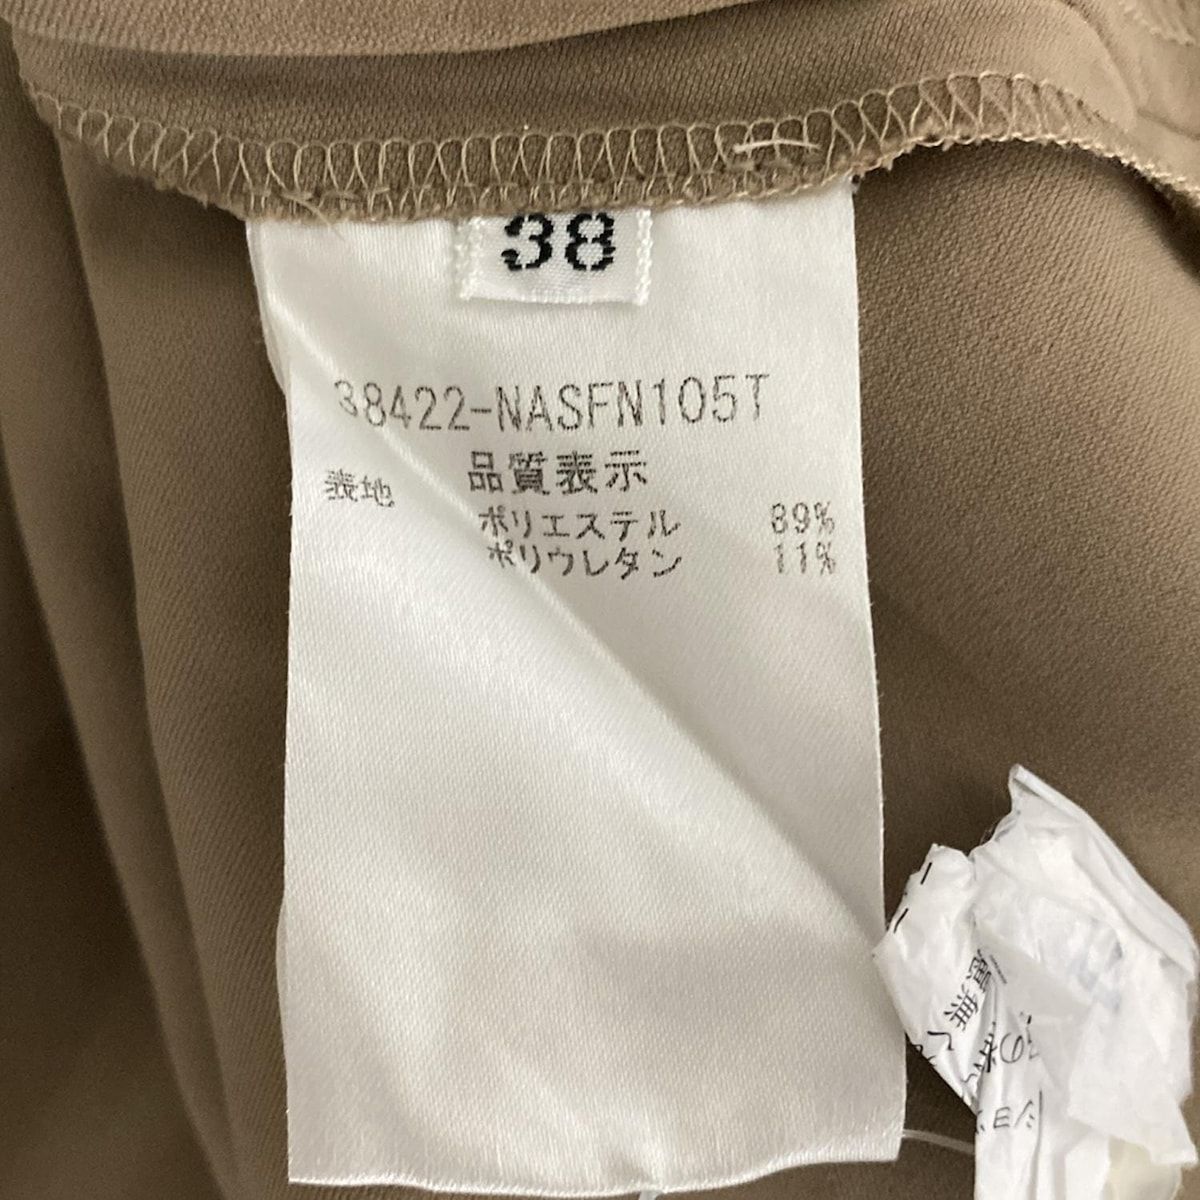 38
38422-NASFN105T
品質表示
表地
ポリエステル 89%
ポリウレタン 11%